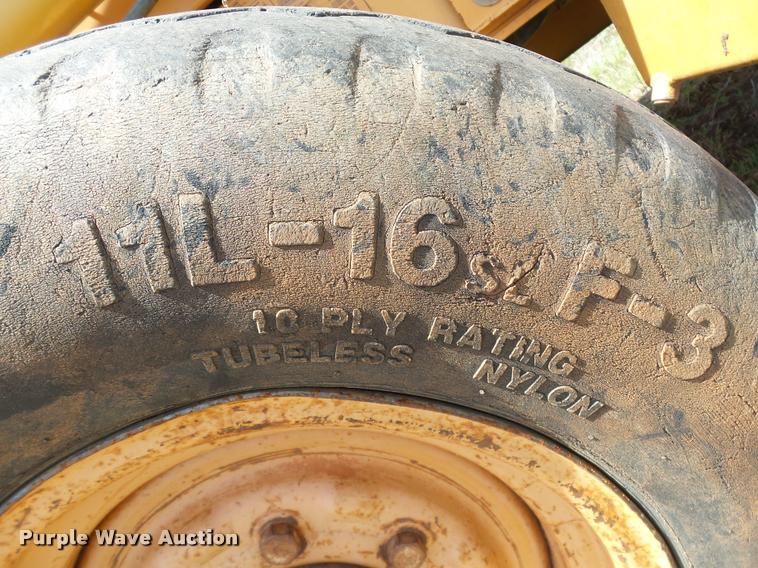 11L-16 SL F-3
10 PLY RATING
TUBELESS NYLON
Purple Wave Auction